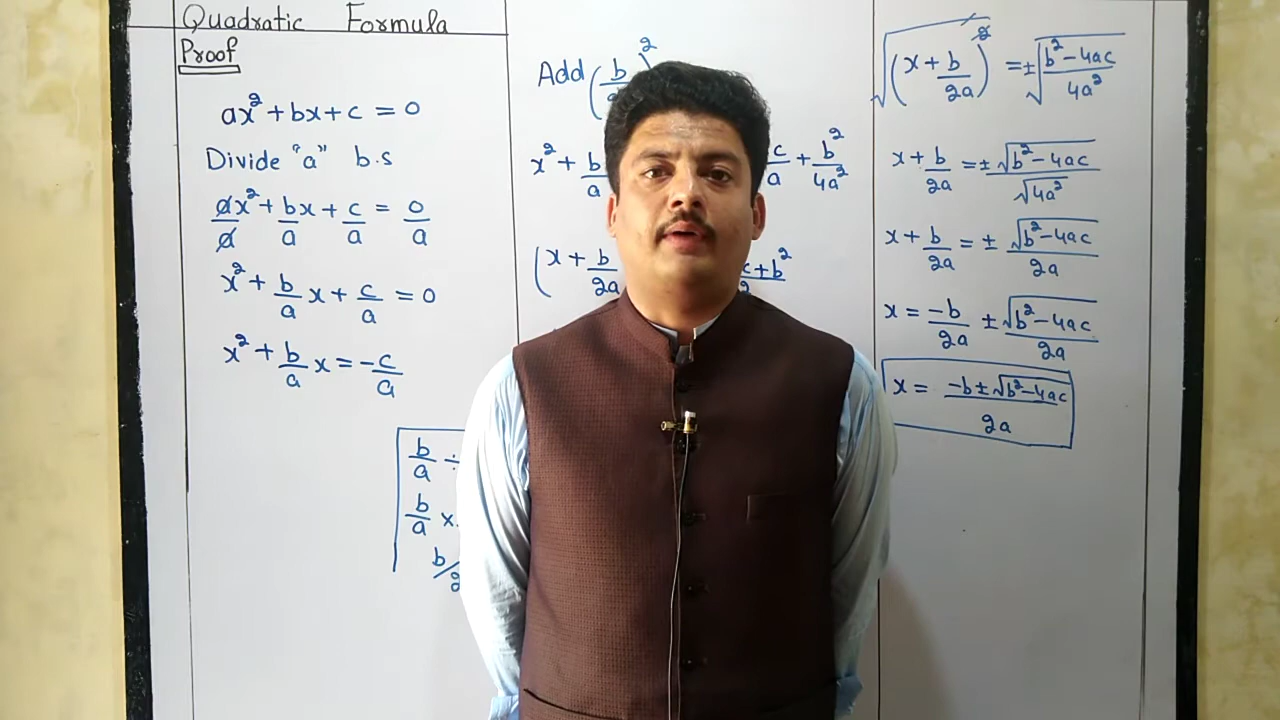 Quadratic Formula
Proof
ax² + bx + c = 0
Divide "a" b.s
ax²/a + bx/a + c/a = 0/a
x² + b/a x + c/a = 0
x² + b/a x = -c/a
b/a ÷
b/a ×
b/2
Add (b/
x² + b/a
c/a + b²/4a²
(x + b/2a
c + b²
√(x + b/2a)² = ±√(b² - 4ac)/4a²
x + b/2a = ± √b² - 4ac/√4a²
x + b/2a = ± √b² - 4ac/2a
x = -b/2a ± √b² - 4ac/2a
x = -b ± √b² - 4ac/2a